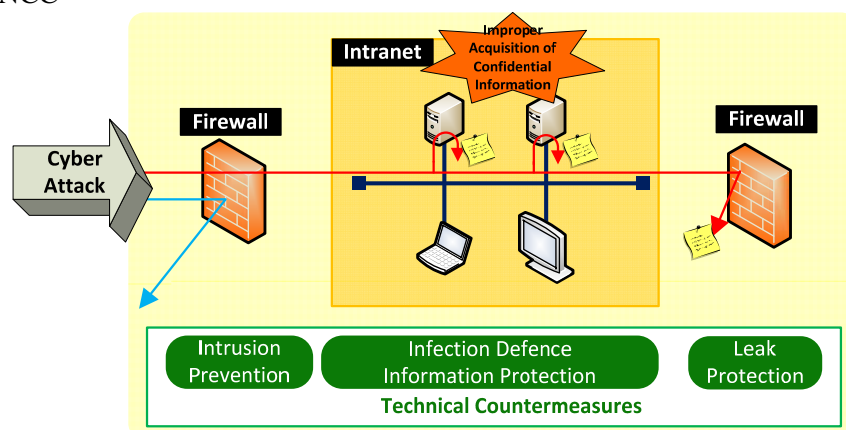 Improper
Acquisition of
Confidential
Information
Intranet
Firewall
Firewall
Cyber
Attack
Intrusion
Prevention
Infection Defence
Information Protection
Leak
Protection
Technical Countermeasures